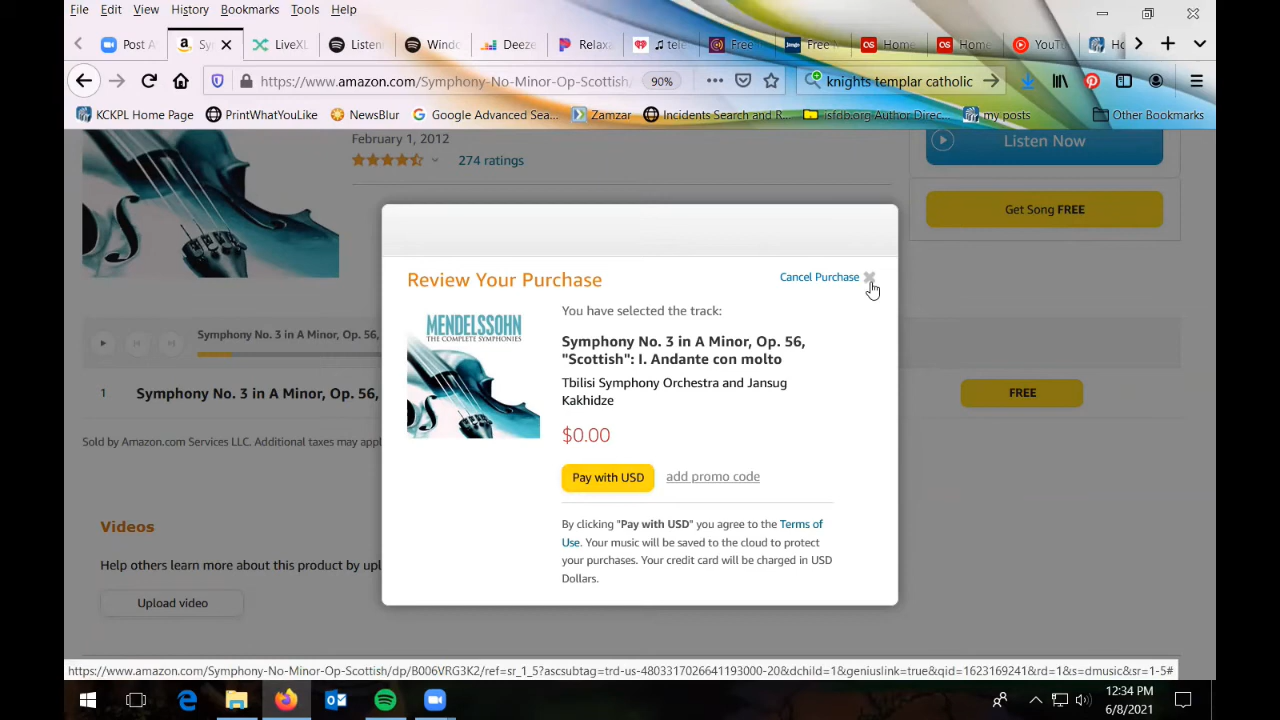 File Edit View History Bookmarks Tools Help
Post A Sy LiveXL Listen Windo Deeze Relaxa ♫ tele Free Free M Home Home YouTu Ho
https://www.amazon.com/Symphony-No-Minor-Op-Scottish/ 90% knights templar catholic
KCKPL Home Page PrintWhatYouLike NewsBlur Google Advanced Sea... Zamzar Incidents Search and R... isfdb.org Author Direc... my posts Other Bookmarks
February 1, 2012
274 ratings
Listen Now
Get Song FREE
Review Your Purchase
Cancel Purchase
You have selected the track:
MENDELSSOHN
THE COMPLETE SYMPHONIES
Symphony No. 3 in A Minor, Op. 56,
"Scottish": I. Andante con molto
Tbilisi Symphony Orchestra and Jansug
Kakhidze
$0.00
Pay with USD add promo code
By clicking "Pay with USD" you agree to the Terms of
Use. Your music will be saved to the cloud to protect
your purchases. Your credit card will be charged in USD
Dollars.
Symphony No. 3 in A Minor, Op. 56,
1 Symphony No. 3 in A Minor, Op. 56, FREE
Sold by Amazon.com Services LLC. Additional taxes may appl
Videos
Help others learn more about this product by upl
Upload video
https://www.amazon.com/Symphony-No-Minor-Op-Scottish/dp/B006VRG3K2/ref=sr_1_5?ascsubtag=trd-us-4803317026641193000-20&dchild=1&geniuslink=true&qid=1623169241&rd=1&s=dmusic&sr=1-5#
12:34 PM
6/8/2021